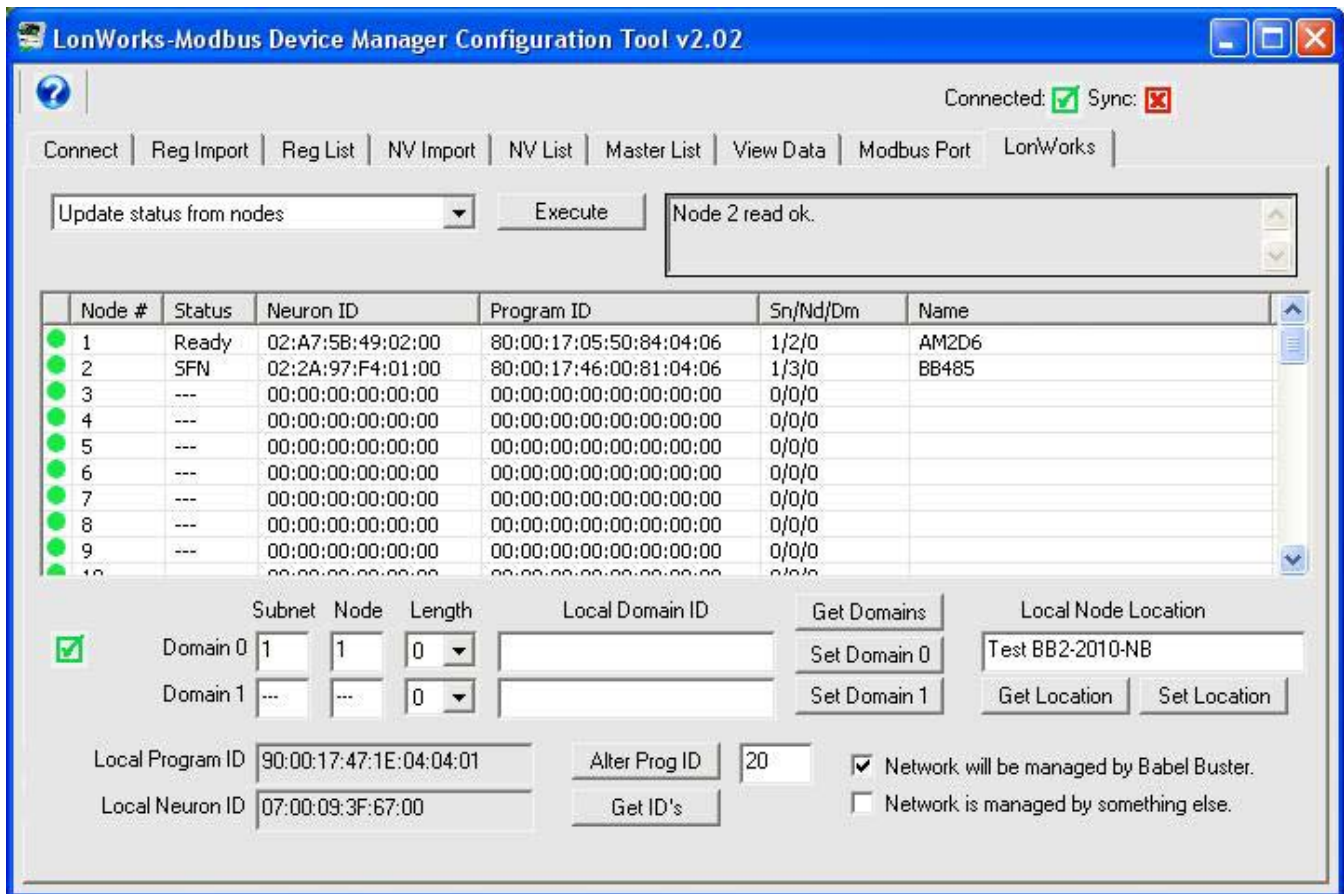 LonWorks-Modbus Device Manager Configuration Tool v2.02
Connected: Sync:
Connect Reg Import Reg List NV Import NV List Master List View Data Modbus Port LonWorks
Update status from nodes Execute Node 2 read ok.
Node # Status Neuron ID Program ID Sn/Nd/Dm Name
1 Ready 02:A7:5B:49:02:00 80:00:17:05:50:84:04:06 1/2/0 AM2D6
2 SFN 02:2A:97:F4:01:00 80:00:17:46:00:81:04:06 1/3/0 BB485
3 --- 00:00:00:00:00:00 00:00:00:00:00:00:00:00 0/0/0
4 --- 00:00:00:00:00:00 00:00:00:00:00:00:00:00 0/0/0
5 --- 00:00:00:00:00:00 00:00:00:00:00:00:00:00 0/0/0
6 --- 00:00:00:00:00:00 00:00:00:00:00:00:00:00 0/0/0
7 --- 00:00:00:00:00:00 00:00:00:00:00:00:00:00 0/0/0
8 --- 00:00:00:00:00:00 00:00:00:00:00:00:00:00 0/0/0
9 --- 00:00:00:00:00:00 00:00:00:00:00:00:00:00 0/0/0
Subnet Node Length Local Domain ID Get Domains Local Node Location
Domain 0 1 1 0 Set Domain 0 Test BB2-2010-NB
Domain 1 --- --- 0 Set Domain 1 Get Location Set Location
Local Program ID 90:00:17:47:1E:04:04:01 Alter Prog ID 20 Network will be managed by Babel Buster.
Local Neuron ID 07:00:09:3F:67:00 Get ID's Network is managed by something else.